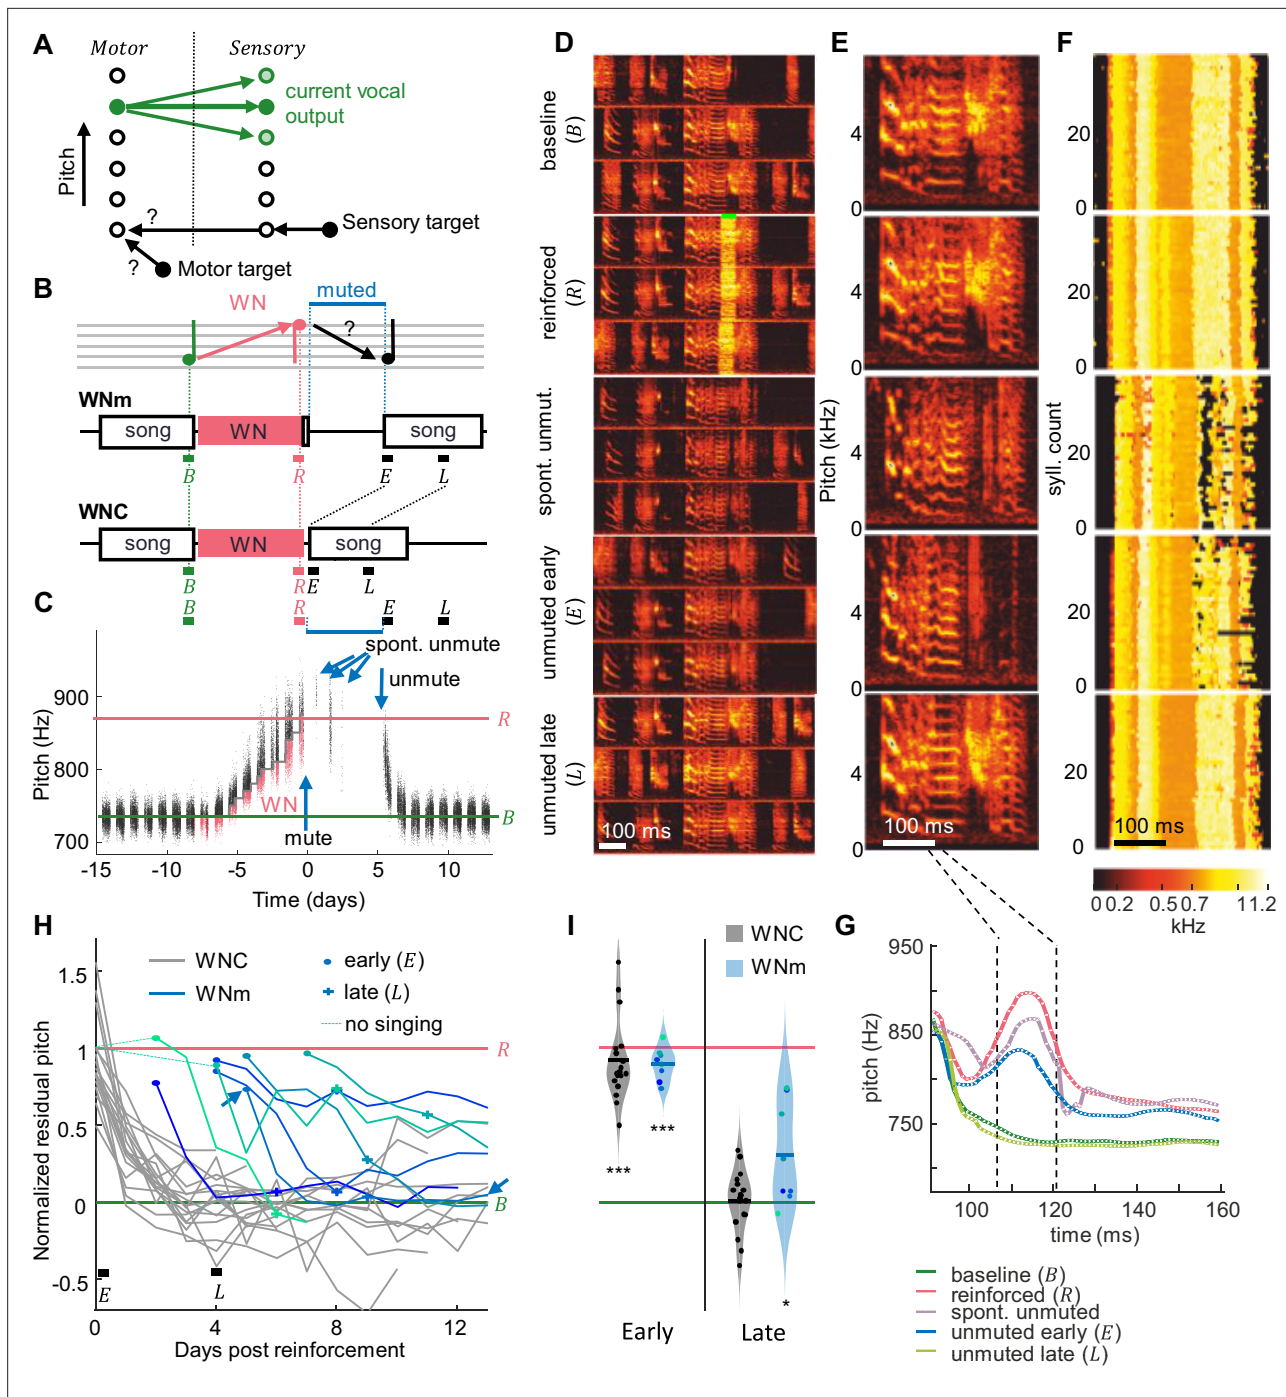 A
Motor
Sensory
current vocal
output
Pitch
?
Sensory target
?
Motor target
B
WN
muted
?
WNm
song
WN
song
B
R
E
L
WNC
song
WN
song
B
R
E
L
C
B
R
E
L
spont. unmute
unmute
900
800
700
Pitch (Hz)
R
WN
B
mute
-15
-10
-5
0
5
10
Time (days)
D
baseline
(B)
reinforced
(R)
spont. unmut.
unmuted early
(E)
unmuted late
(L)
100 ms
E
4
0
4
0
Pitch (kHz)
4
0
4
0
4
0
100 ms
F
20
0
20
0
syll. count
20
0
20
0
20
0
100 ms
0 0.2 0.5 0.7 1 1.2
kHz
G
950
850
750
pitch (Hz)
100
120
140
160
time (ms)
baseline (B)
reinforced (R)
spont. unmuted
unmuted early (E)
unmuted late (L)
H
WNC
WNm
early (E)
late (L)
no singing
1.5
1
0.5
0
-0.5
Normalized residual pitch
R
B
E
L
0
4
8
12
Days post reinforcement
I
WNC
WNm
***
***
*
Early
Late